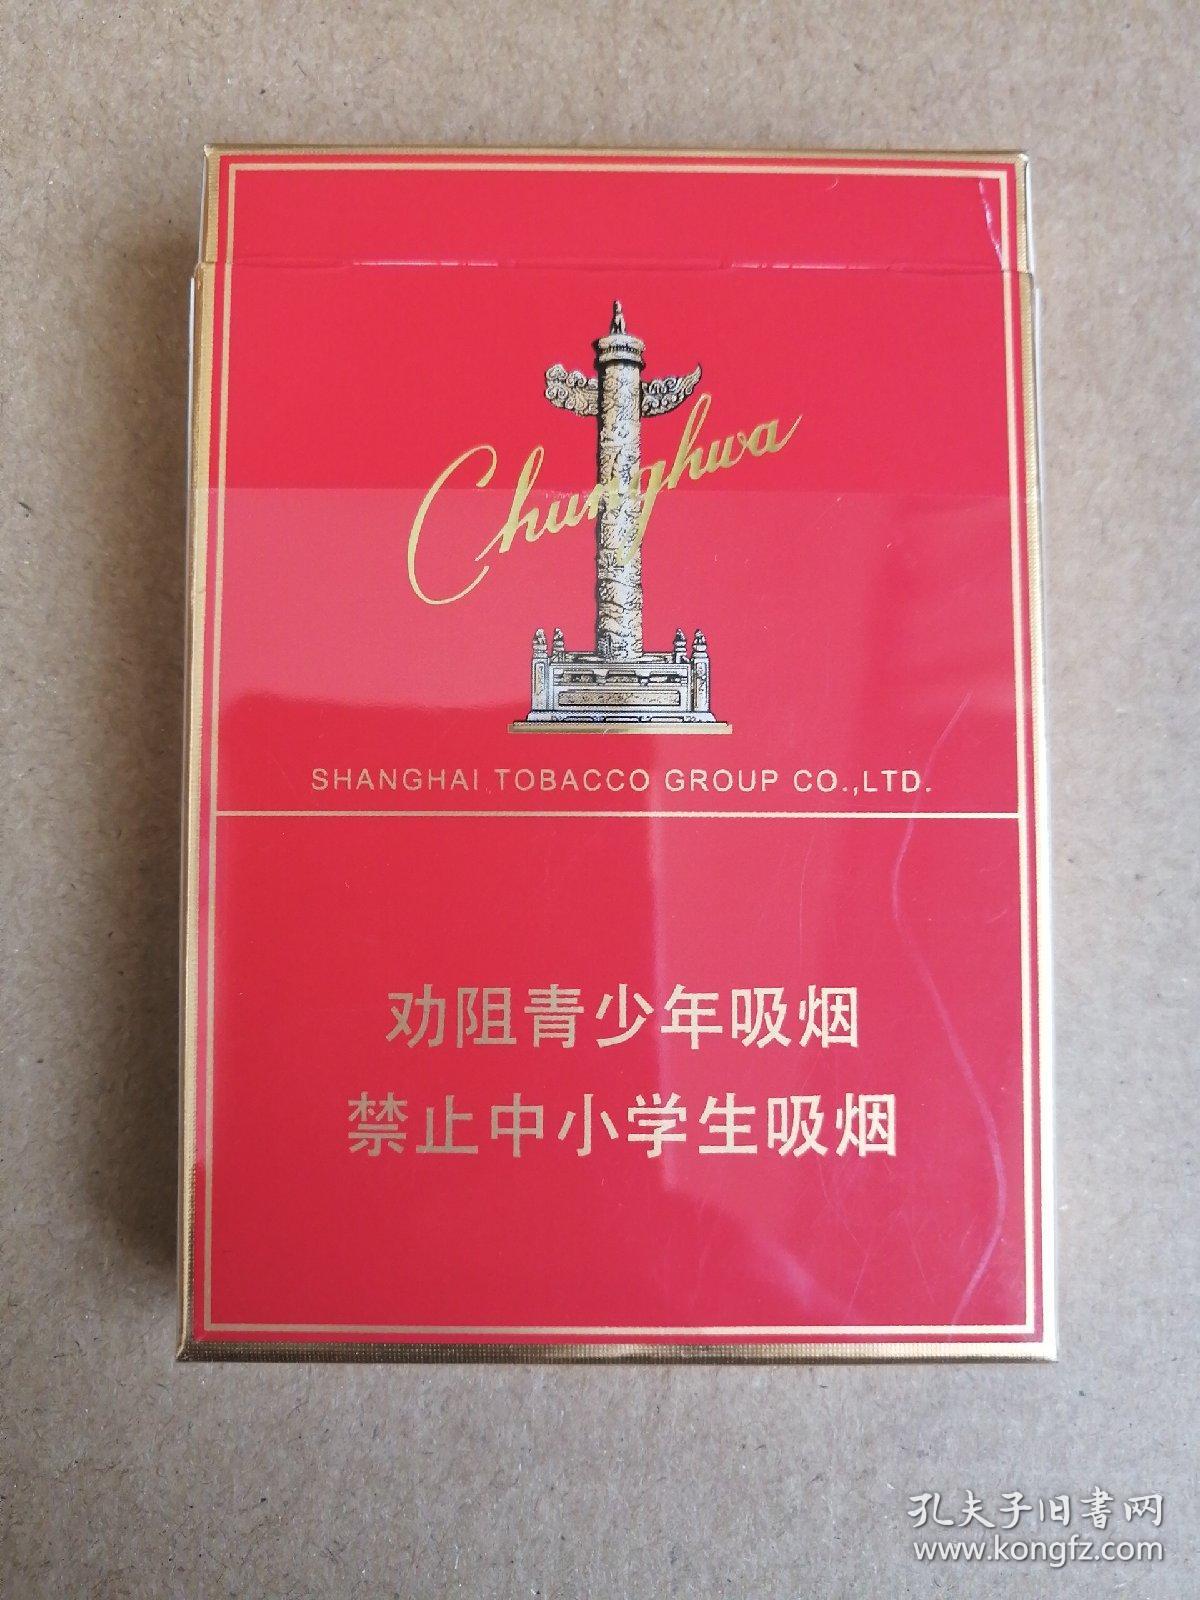 Chunghwa
SHANGHAI TOBACCO GROUP CO.,LTD.
劝阻青少年吸烟
禁止中小学生吸烟
孔夫子旧书网
www.kongfz.com